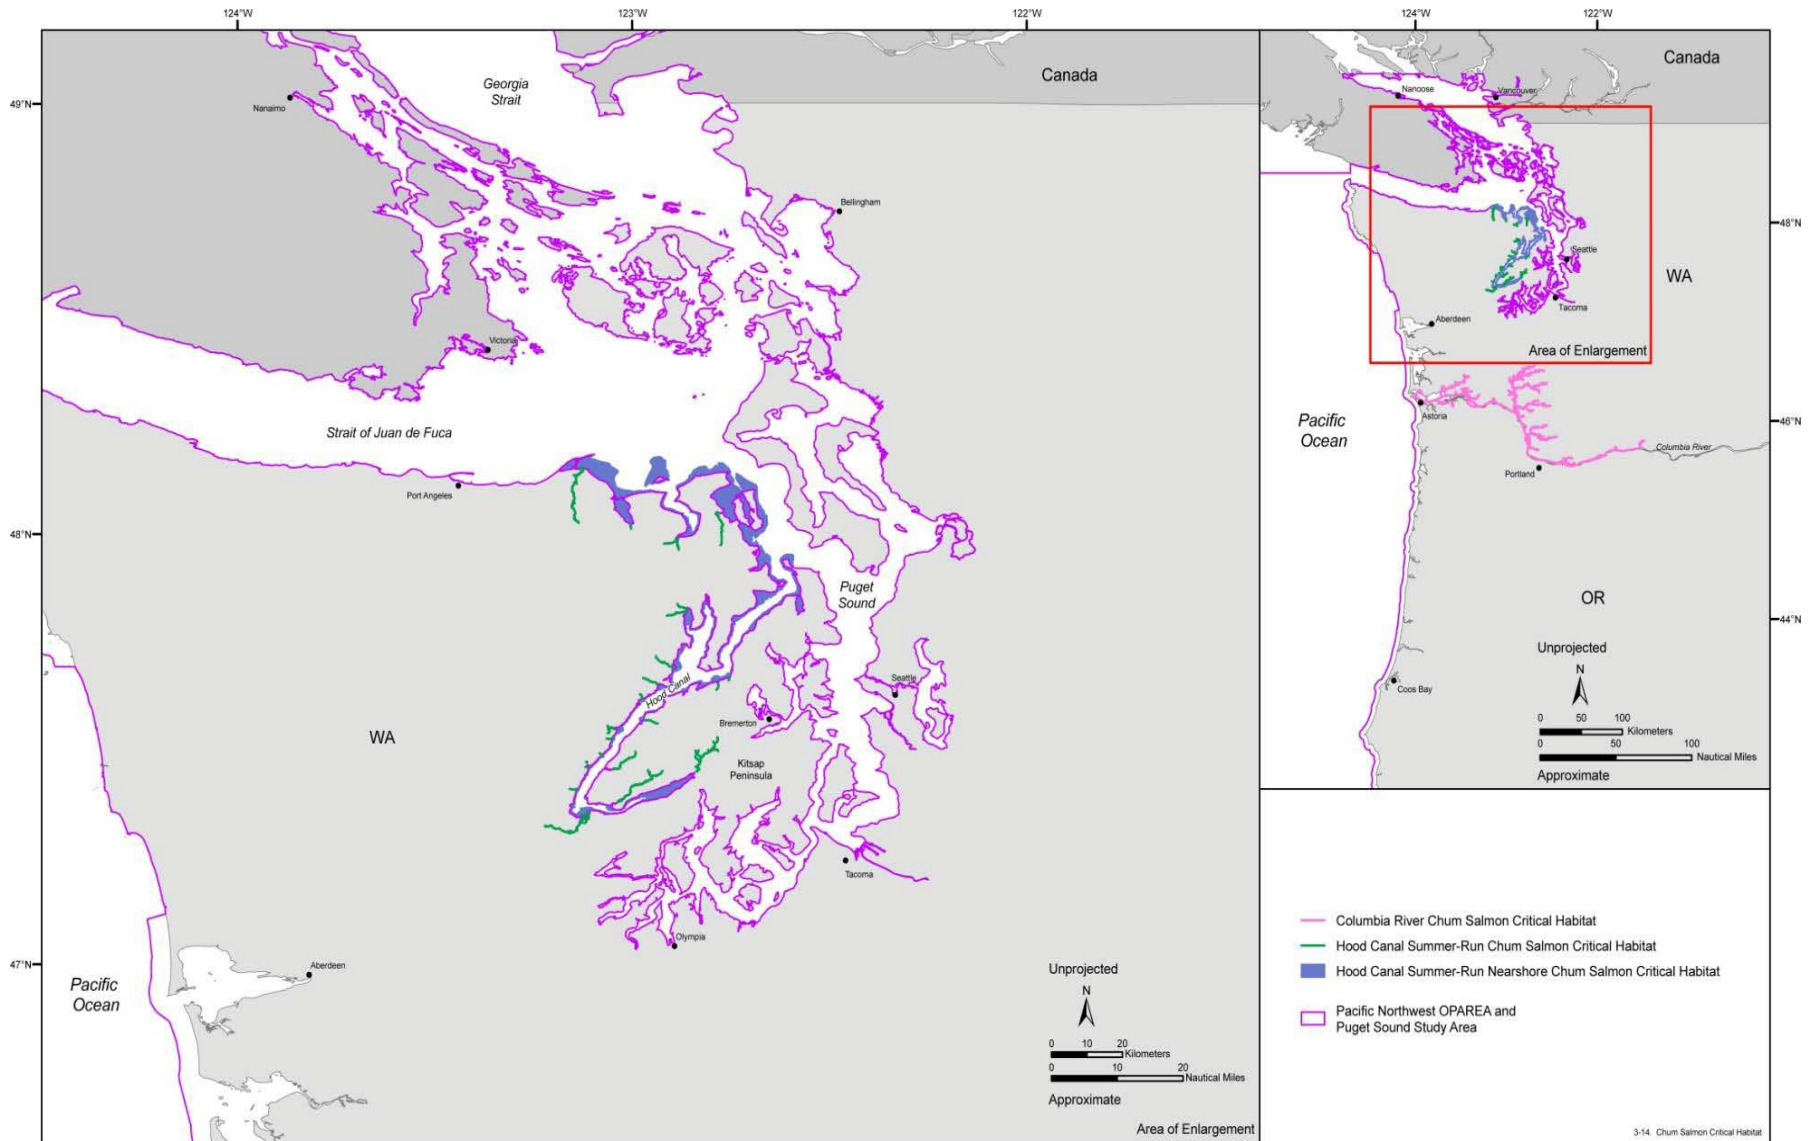 124°W
123°W
122°W
124°W
122°W
Georgia
Strait
Canada
49°N
Nanaimo
Bellingham
Victoria
Strait of Juan de Fuca
Port Angeles
48°N
Puget
Sound
Hood Canal
Seattle
Bremerton
WA
Kitsap
Peninsula
Tacoma
Olympia
47°N
Aberdeen
Pacific
Ocean
Unprojected
N
0 10 20
Kilometers
0 10 20
Nautical Miles
Approximate
Area of Enlargement
Canada
Nanoose
Vancouver
48°N
Seattle
WA
Tacoma
Aberdeen
Area of Enlargement
Astoria
46°N
Pacific
Ocean
Columbia River
Portland
OR
44°N
Unprojected
N
Coos Bay
0 50 100
Kilometers
0 50 100
Nautical Miles
Approximate
Columbia River Chum Salmon Critical Habitat
Hood Canal Summer-Run Chum Salmon Critical Habitat
Hood Canal Summer-Run Nearshore Chum Salmon Critical Habitat
Pacific Northwest OPAREA and
Puget Sound Study Area
3-14. Chum Salmon Critical Habitat